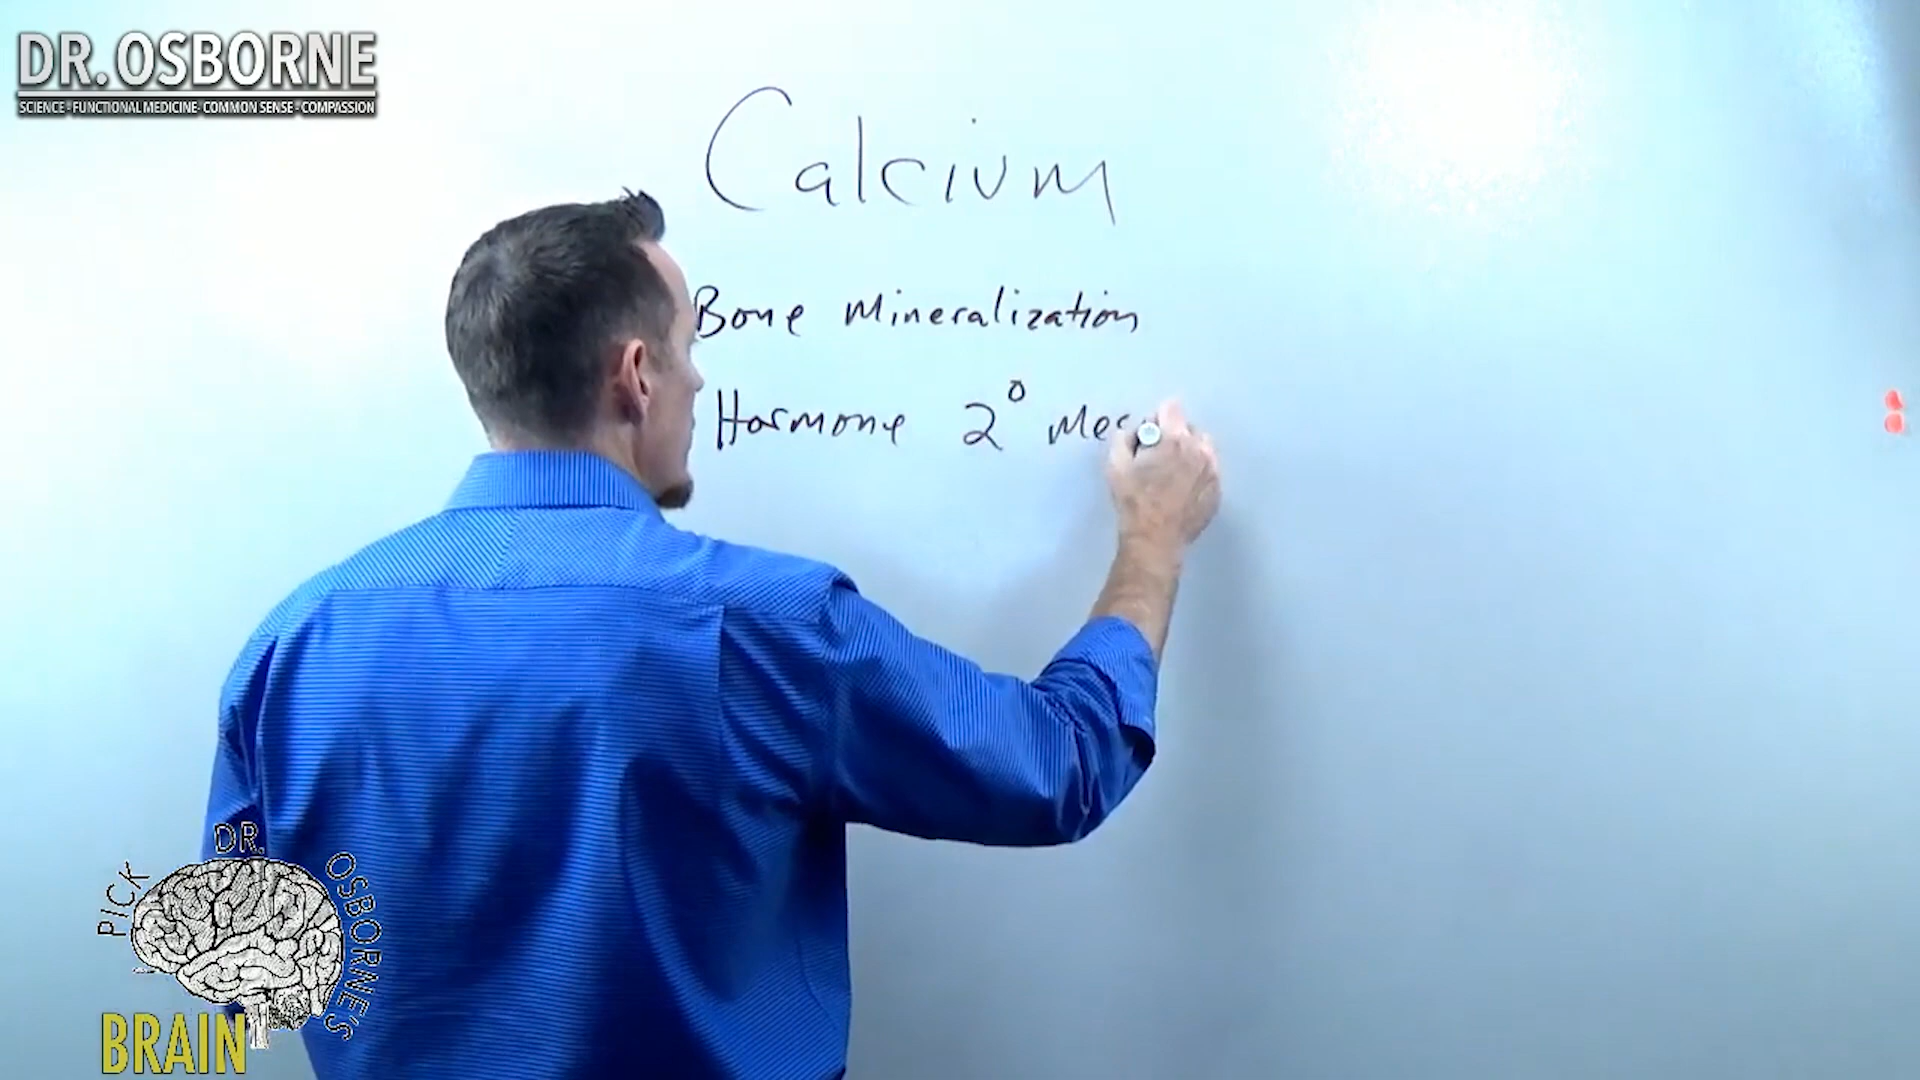 DR. OSBORNE
SCIENCE - FUNCTIONAL MEDICINE - COMMON SENSE - COMPASSION
Calcium
Bone Mineralization
Hormone 2° Mes
PICK DR. OSBORNE'S
BRAIN